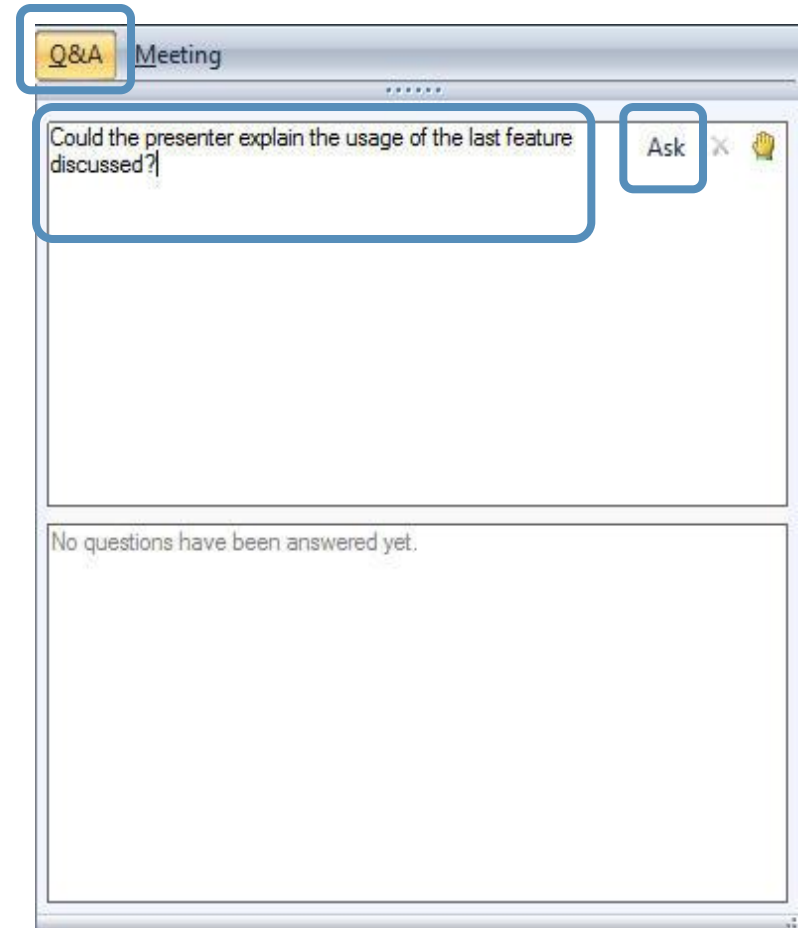 Q&A Meeting
Could the presenter explain the usage of the last feature
discussed?
Ask
No questions have been answered yet.